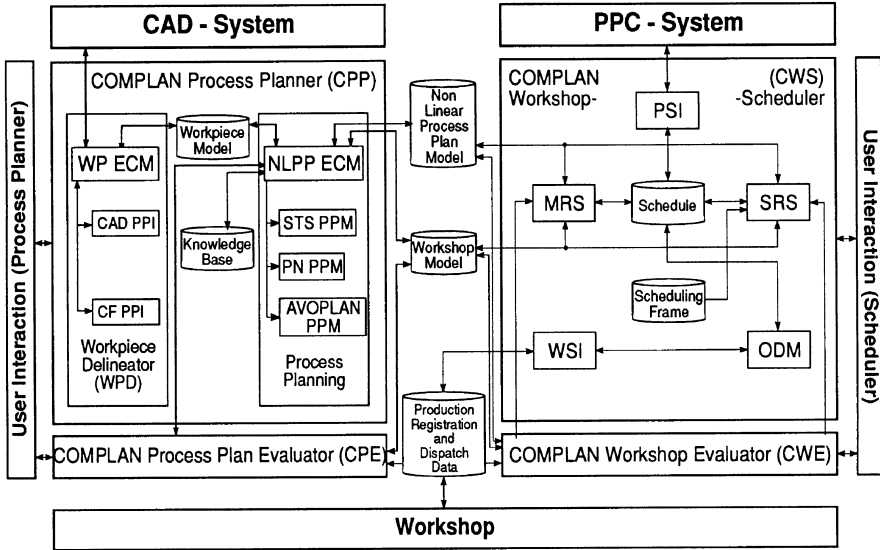 CAD - System
PPC - System
User Interaction (Process Planner)
COMPLAN Process Planner (CPP)
WP ECM
Workpiece
Model
NLPP ECM
CAD PPI
CF PPI
Workpiece
Delineator
(WPD)
Knowledge
Base
STS PPM
PN PPM
AVOPLAN
PPM
Process
Planning
Non
Linear
Process
Plan
Model
Workshop
Model
Production
Registration
and
Dispatch
Data
COMPLAN (CWS)
Workshop- -Scheduler
PSI
MRS
Schedule
SRS
Scheduling
Frame
WSI
ODM
User Interaction (Scheduler)
COMPLAN Process Plan Evaluator (CPE)
COMPLAN Workshop Evaluator (CWE)
Workshop